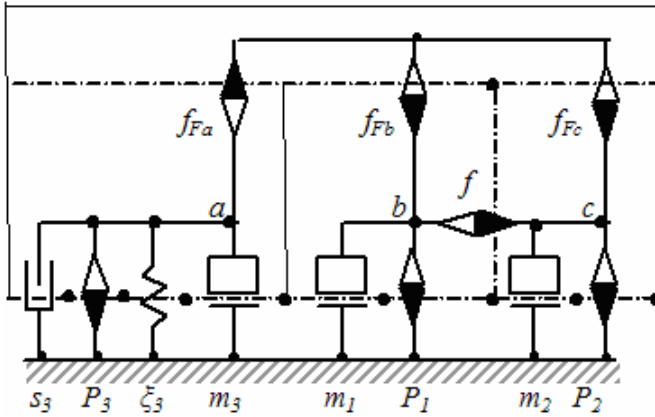 f_Fa f_Fb f_Fc
f
a b c
s_3 P_3 ξ_3 m_3 m_1 P_1 m_2 P_2